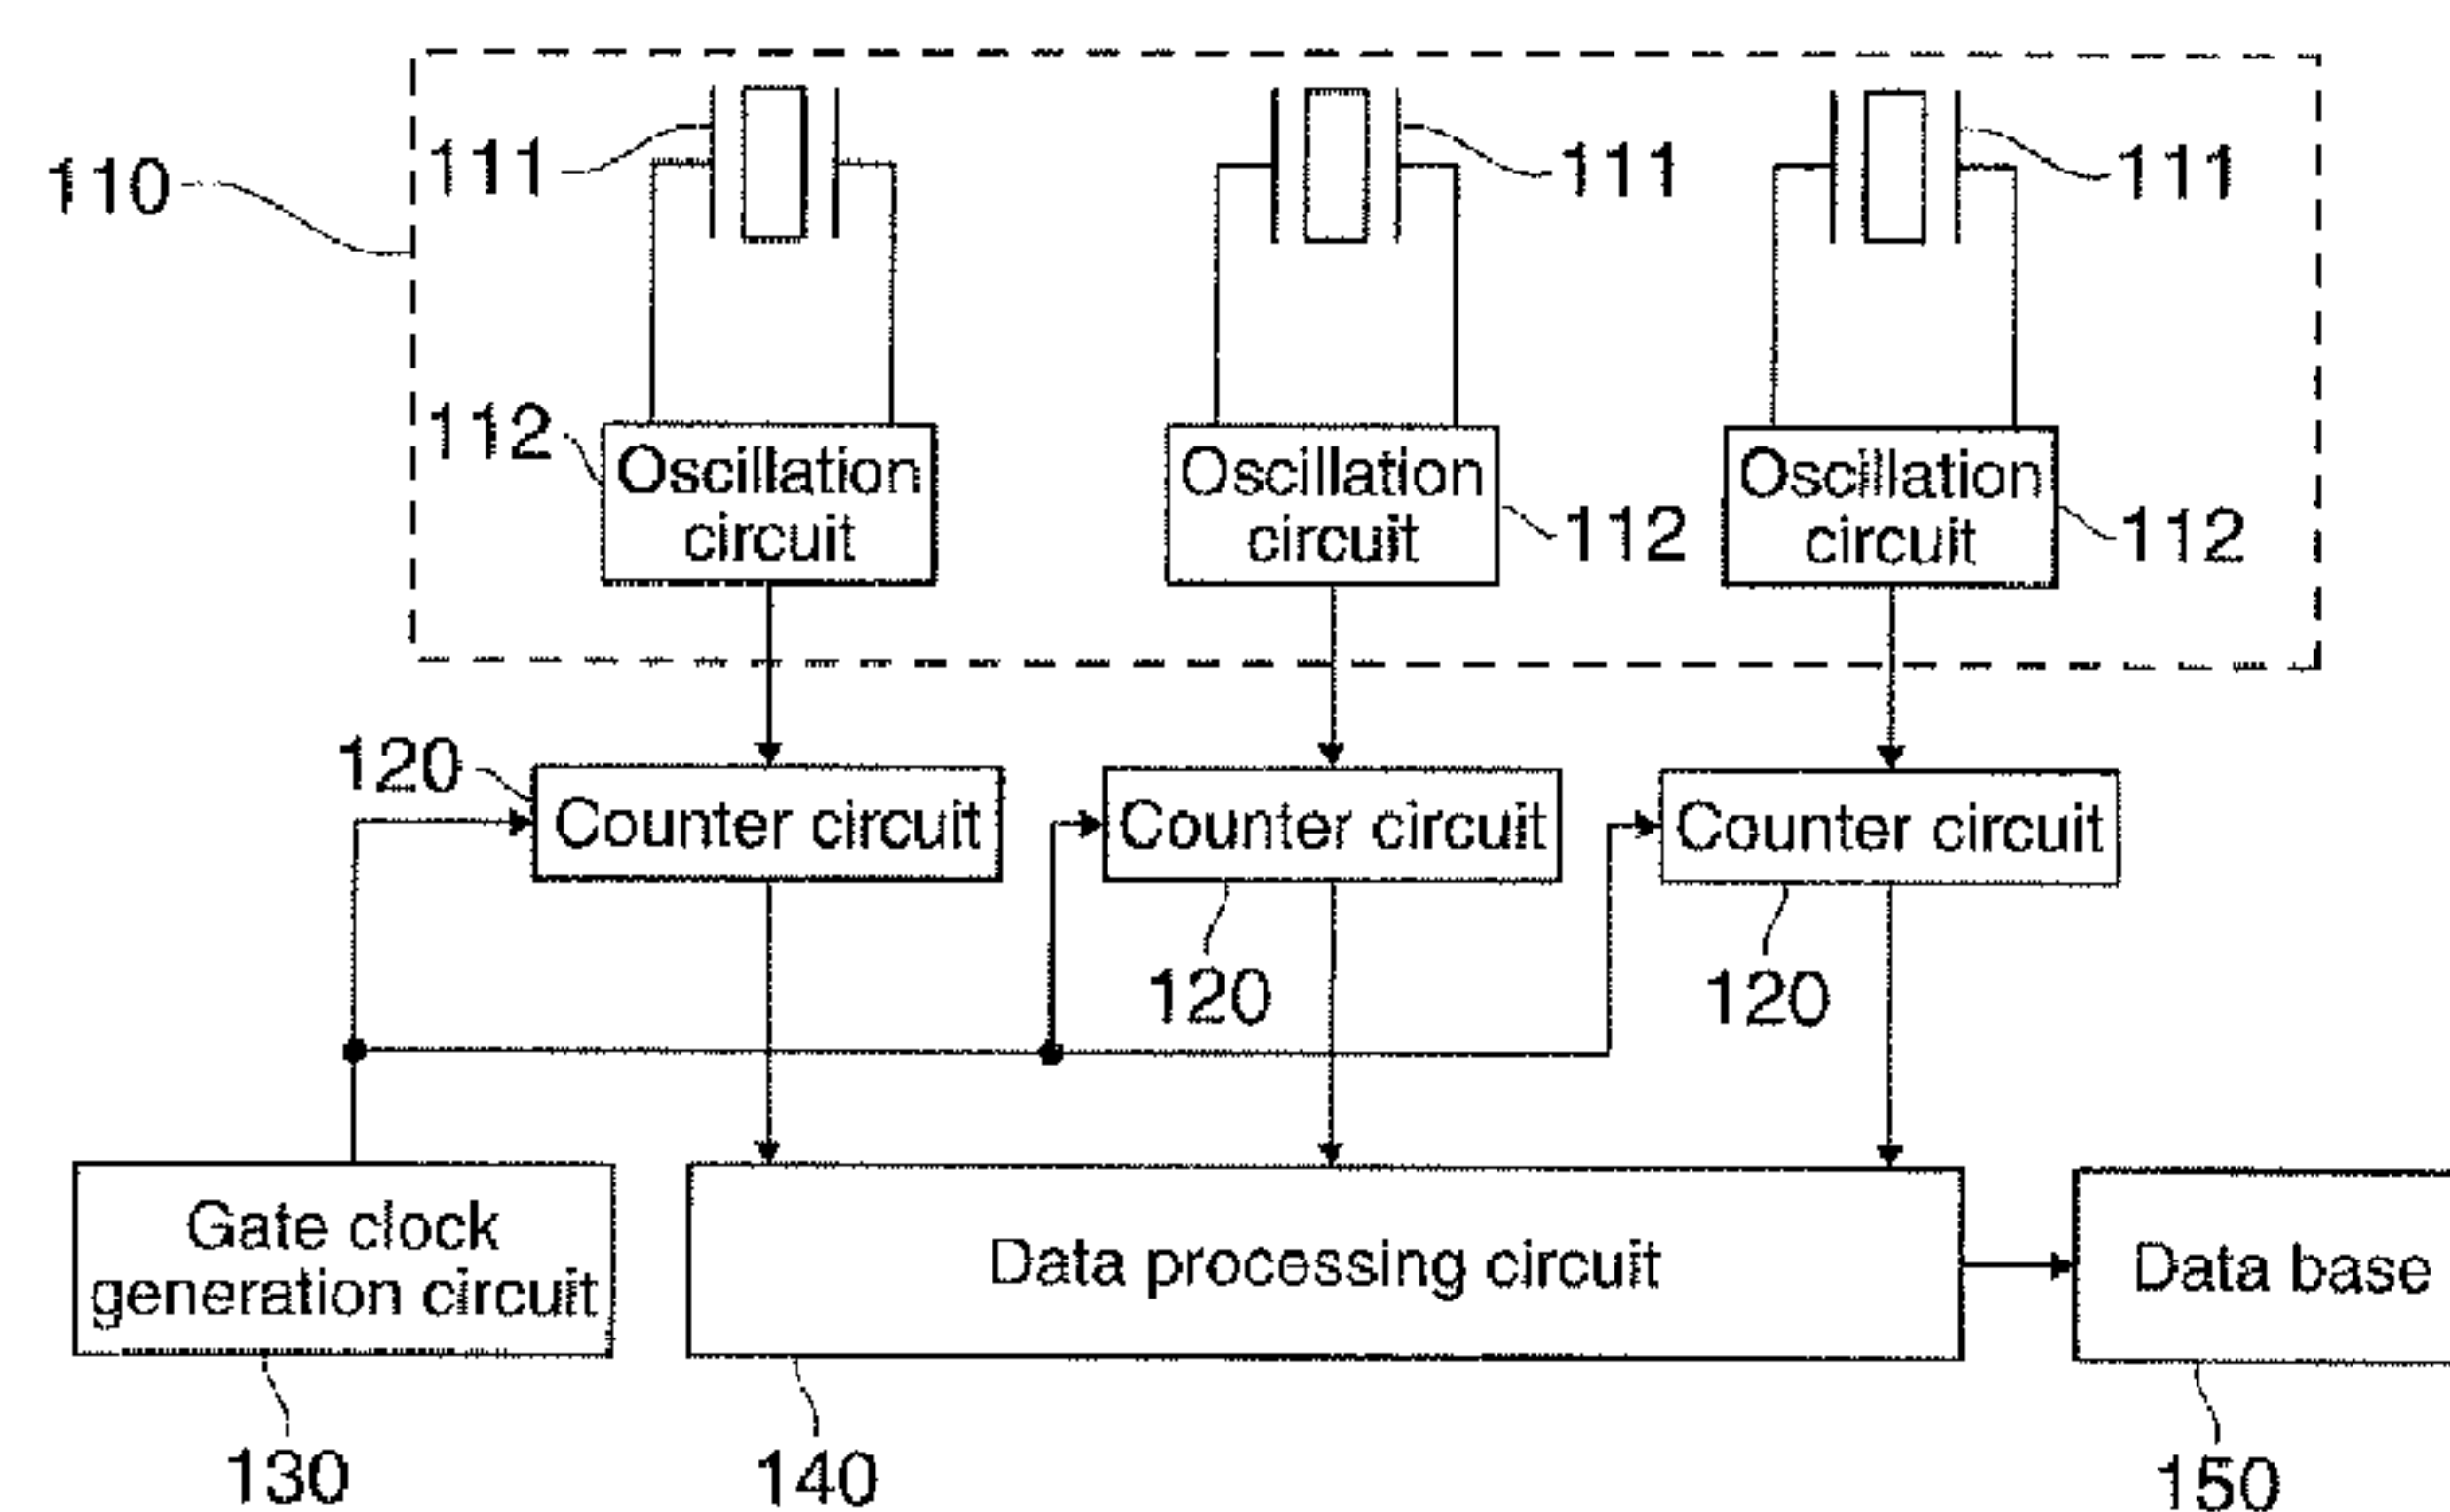 110
111
111
111
112
Oscillation
circuit
Oscillation
circuit
112
Oscillation
circuit
112
120
Counter circuit
Counter circuit
Counter circuit
120
120
Gate clock
generation circuit
Data processing circuit
Data base
130
140
150